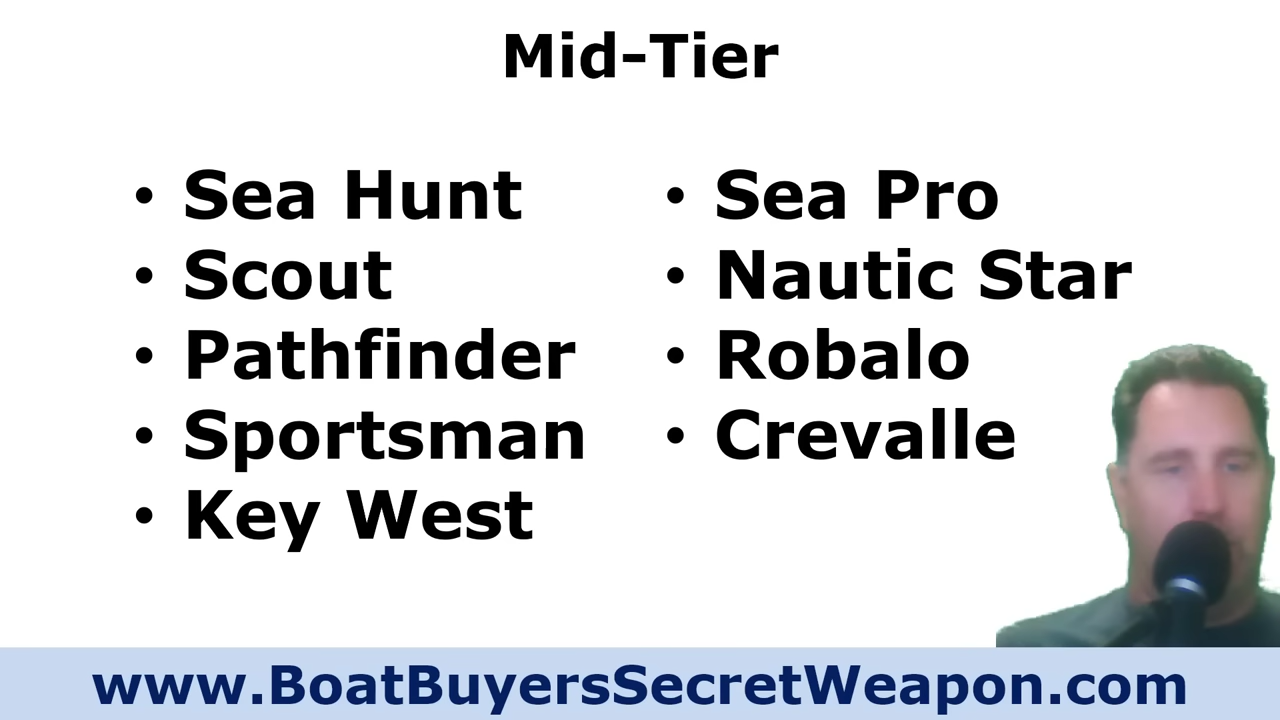 Mid-Tier
• Sea Hunt
• Scout
• Pathfinder
• Sportsman
• Key West
• Sea Pro
• Nautic Star
• Robalo
• Crevalle
www.BoatBuyersSecretWeapon.com